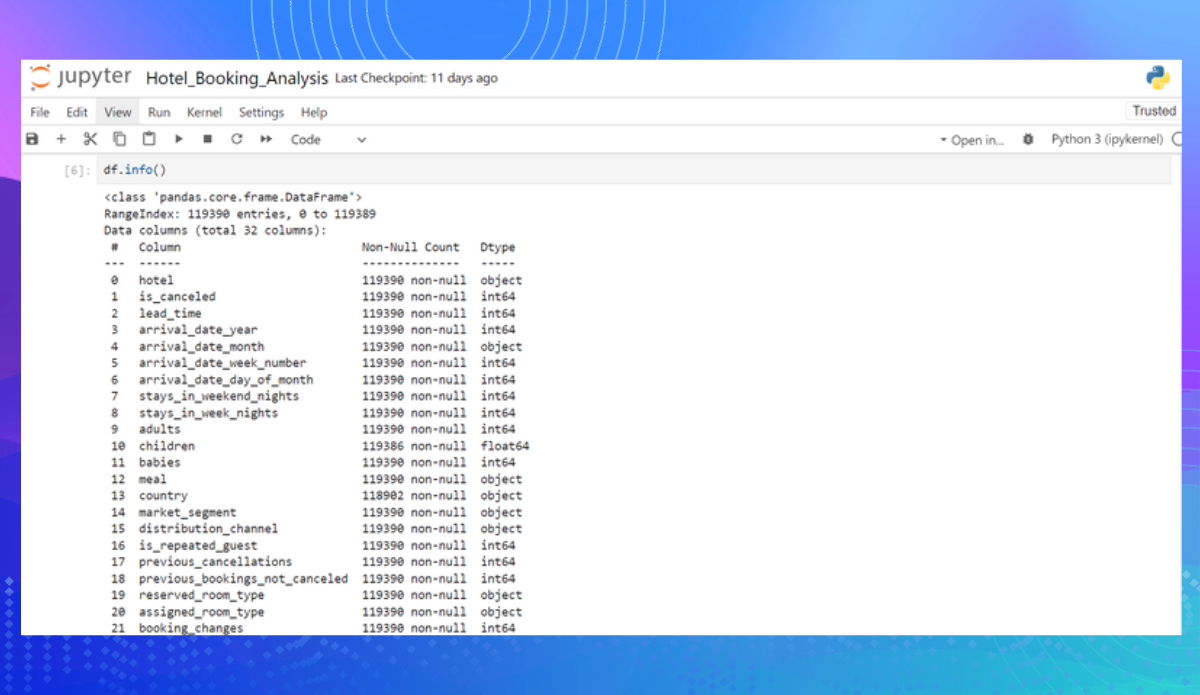 jupyter Hotel_Booking_Analysis Last Checkpoint: 11 days ago
File Edit View Run Kernel Settings Help Trusted
Code Open in... Python 3 (ipykernel)
[6]: df.info()
<class 'pandas.core.frame.DataFrame'>
RangeIndex: 119390 entries, 0 to 119389
Data columns (total 32 columns):
# Column Non-Null Count Dtype
--- ------ -------------- -----
0 hotel 119390 non-null object
1 is_canceled 119390 non-null int64
2 lead_time 119390 non-null int64
3 arrival_date_year 119390 non-null int64
4 arrival_date_month 119390 non-null object
5 arrival_date_week_number 119390 non-null int64
6 arrival_date_day_of_month 119390 non-null int64
7 stays_in_weekend_nights 119390 non-null int64
8 stays_in_week_nights 119390 non-null int64
9 adults 119390 non-null int64
10 children 119386 non-null float64
11 babies 119390 non-null int64
12 meal 119390 non-null object
13 country 118902 non-null object
14 market_segment 119390 non-null object
15 distribution_channel 119390 non-null object
16 is_repeated_guest 119390 non-null int64
17 previous_cancellations 119390 non-null int64
18 previous_bookings_not_canceled 119390 non-null int64
19 reserved_room_type 119390 non-null object
20 assigned_room_type 119390 non-null object
21 booking_changes 119390 non-null int64